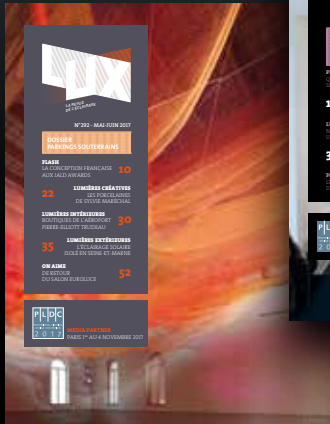 LUX
LA REVUE
DE L'ÉCLAIRAGE
N°292 - MAI-JUIN 2017
DOSSIER
PARKINGS SOUTERRAINS
FLASH
LA CONCEPTION FRANÇAISE
AUX IALD AWARDS
10
22
LUMIÈRES CRÉATIVES
LES PORCELAINES
DE SYLVIE MARÉCHAL
LUMIÈRES INTÉRIEURES
BOUTIQUES DE L'AÉROPORT
PIERRE-ELLIOTT TRUDEAU
30
35
LUMIÈRES EXTÉRIEURES
L'ÉCLAIRAGE SOLAIRE
ISOLÉ EN SEINE-ET-MARNE
ON AIME
DE RETOUR
DU SALON EUROLUCE
52
PLDC
2017
MEDIA PARTNER
PARIS 1ᵉʳ AU 4 NOVEMBRE 2017